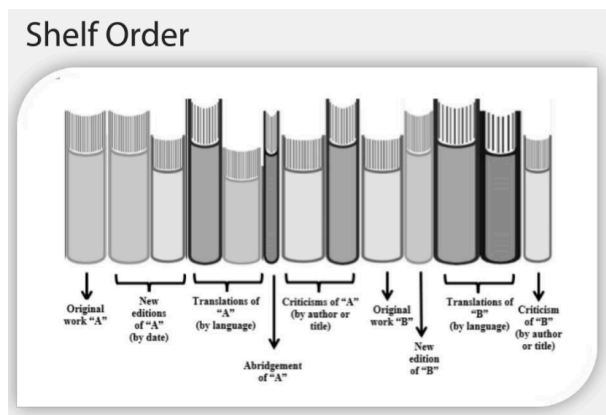 Shelf Order
Original
work “A”
New
editions
of “A”
(by date)
Translations of
“A”
(by language)
Abridgement
of “A”
Criticisms of “A”
(by author or
title)
Original
work “B”
New
edition
of “B”
Translations of
“B”
(by language)
Criticism
of “B”
(by author
or title)